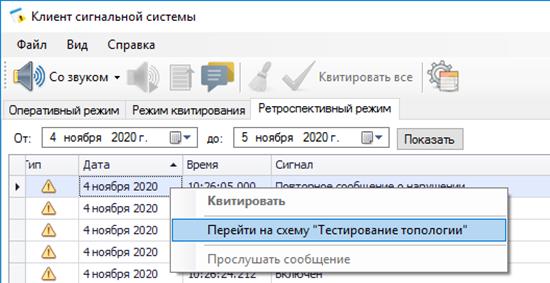 Клиент сигнальной системы
Файл Вид Справка
Со звуком Квитировать все
Оперативный режим Режим квитирования Ретроспективный режим
От: 4 ноября 2020 г. до: 5 ноября 2020 г. Показать
Тип Дата Время Сигнал
4 ноября 2020 10:26:05.000 Повторное сообщение о нарушении
4 ноября 2020 Квитировать
4 ноября 2020 Перейти на схему "Тестирование топологии"
4 ноября 2020 Прослушать сообщение
4 ноября 2020 10:26:24.212 Включен